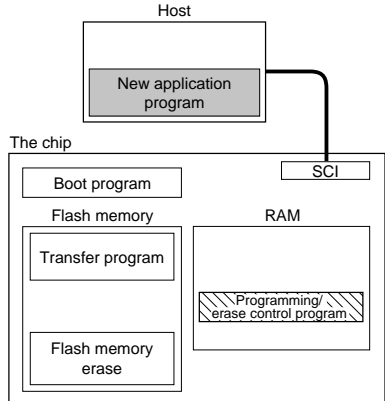 Host
New application
program
The chip
SCI
Boot program
Flash memory
RAM
Transfer program
Programming/
erase control program
Flash memory
erase